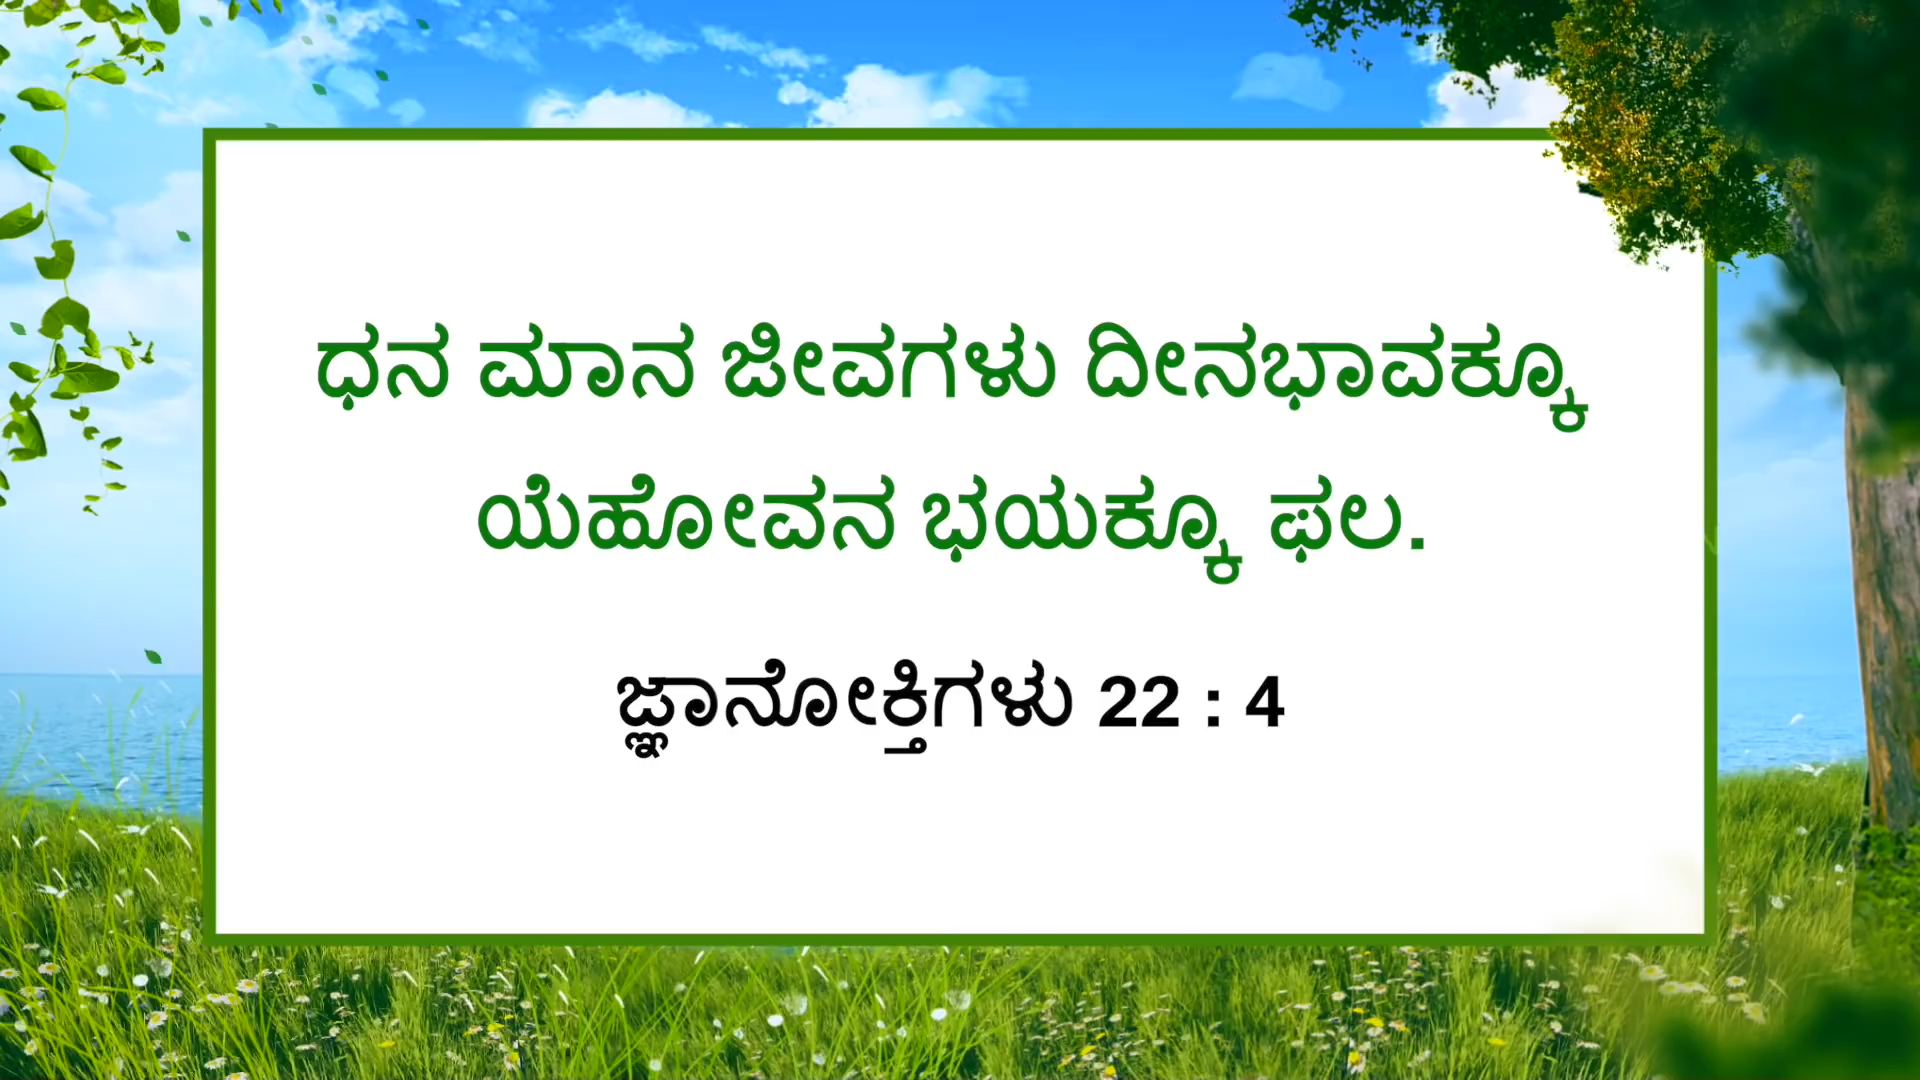 ಧನ ಮಾನ ಜೀವಗಳು ದೀನಭಾವಕ್ಕೂ
ಯೆಹೋವನ ಭಯಕ್ಕೂ ಫಲ.
ಜ್ಞಾನೋಕ್ತಿಗಳು 22 : 4